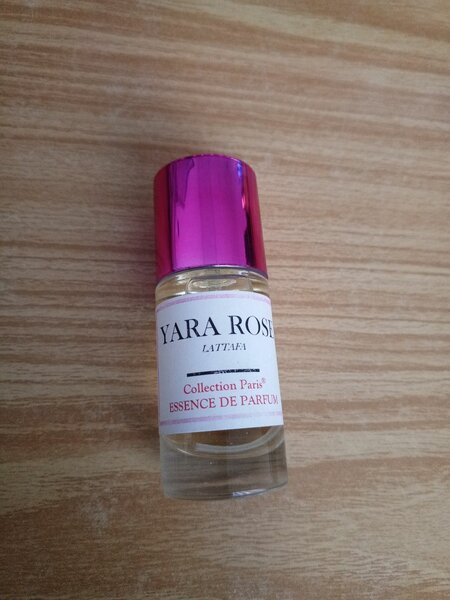 YARA ROSE
LATTAFA
Collection Paris®
ESSENCE DE PARFUM